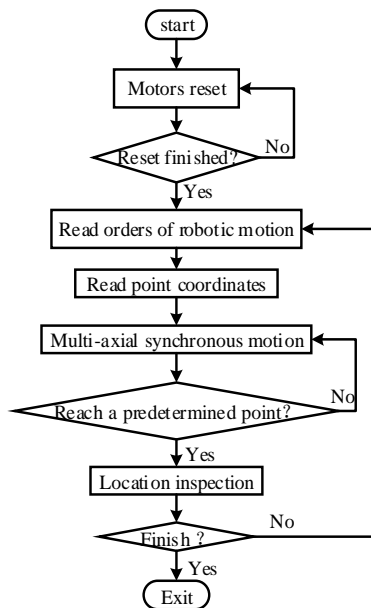 start
Motors reset
Reset finished?
No
Yes
Read orders of robotic motion
Read point coordinates
Multi-axial synchronous motion
Reach a predetermined point?
No
Yes
Location inspection
Finish ?
No
Yes
Exit